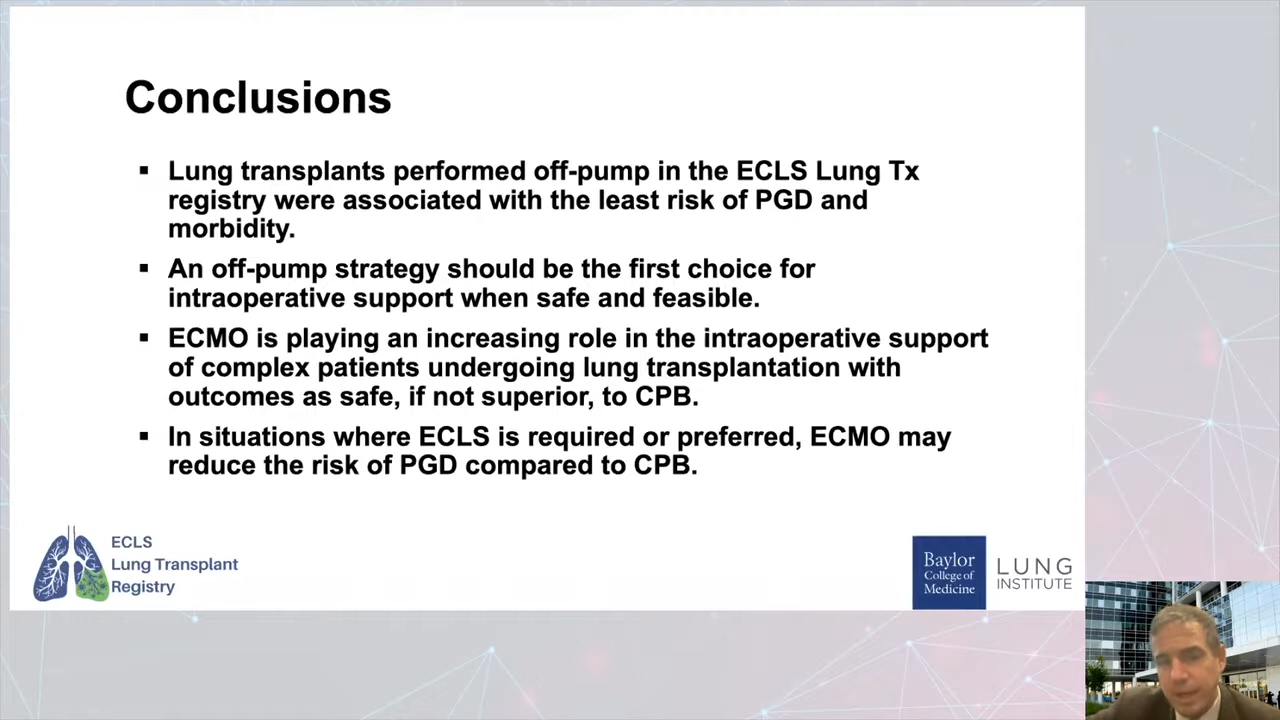 Conclusions
▪ Lung transplants performed off-pump in the ECLS Lung Tx
registry were associated with the least risk of PGD and
morbidity.
▪ An off-pump strategy should be the first choice for
intraoperative support when safe and feasible.
▪ ECMO is playing an increasing role in the intraoperative support
of complex patients undergoing lung transplantation with
outcomes as safe, if not superior, to CPB.
▪ In situations where ECLS is required or preferred, ECMO may
reduce the risk of PGD compared to CPB.
ECLS
Lung Transplant
Registry
Baylor
College of
Medicine
LUNG
INSTITUTE